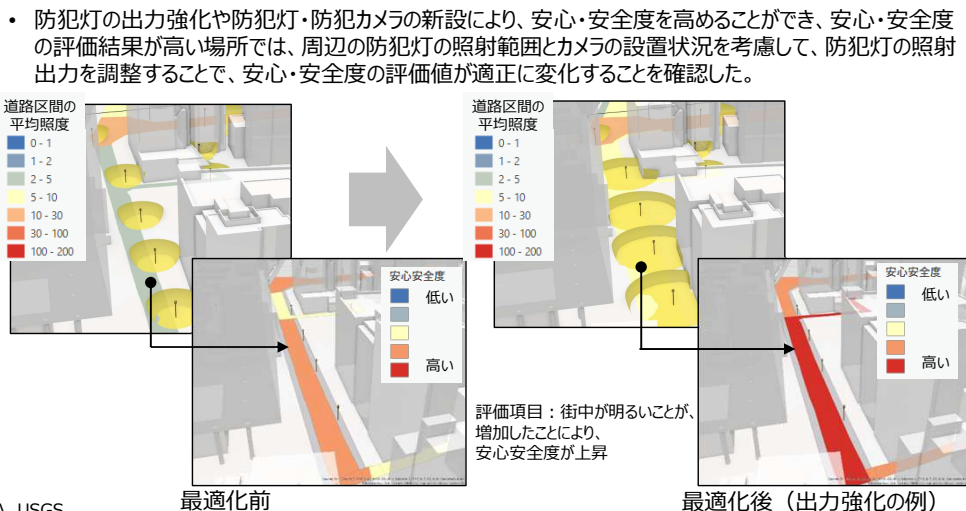 • 防犯灯の出力強化や防犯灯・防犯カメラの新設により、安心・安全度を高めることができ、安心・安全度
の評価結果が高い場所では、周辺の防犯灯の照射範囲とカメラの設置状況を考慮して、防犯灯の照射
出力を調整することで、安心・安全度の評価値が適正に変化することを確認した。
道路区間の
平均照度
0 - 1
1 - 2
2 - 5
5 - 10
10 - 30
30 - 100
100 - 200
安心安全度
低い
高い
最適化前
道路区間の
平均照度
0 - 1
1 - 2
2 - 5
5 - 10
10 - 30
30 - 100
100 - 200
安心安全度
低い
高い
評価項目：街中が明るいことが、
増加したことにより、
安心安全度が上昇
最適化後（出力強化の例）
USGS